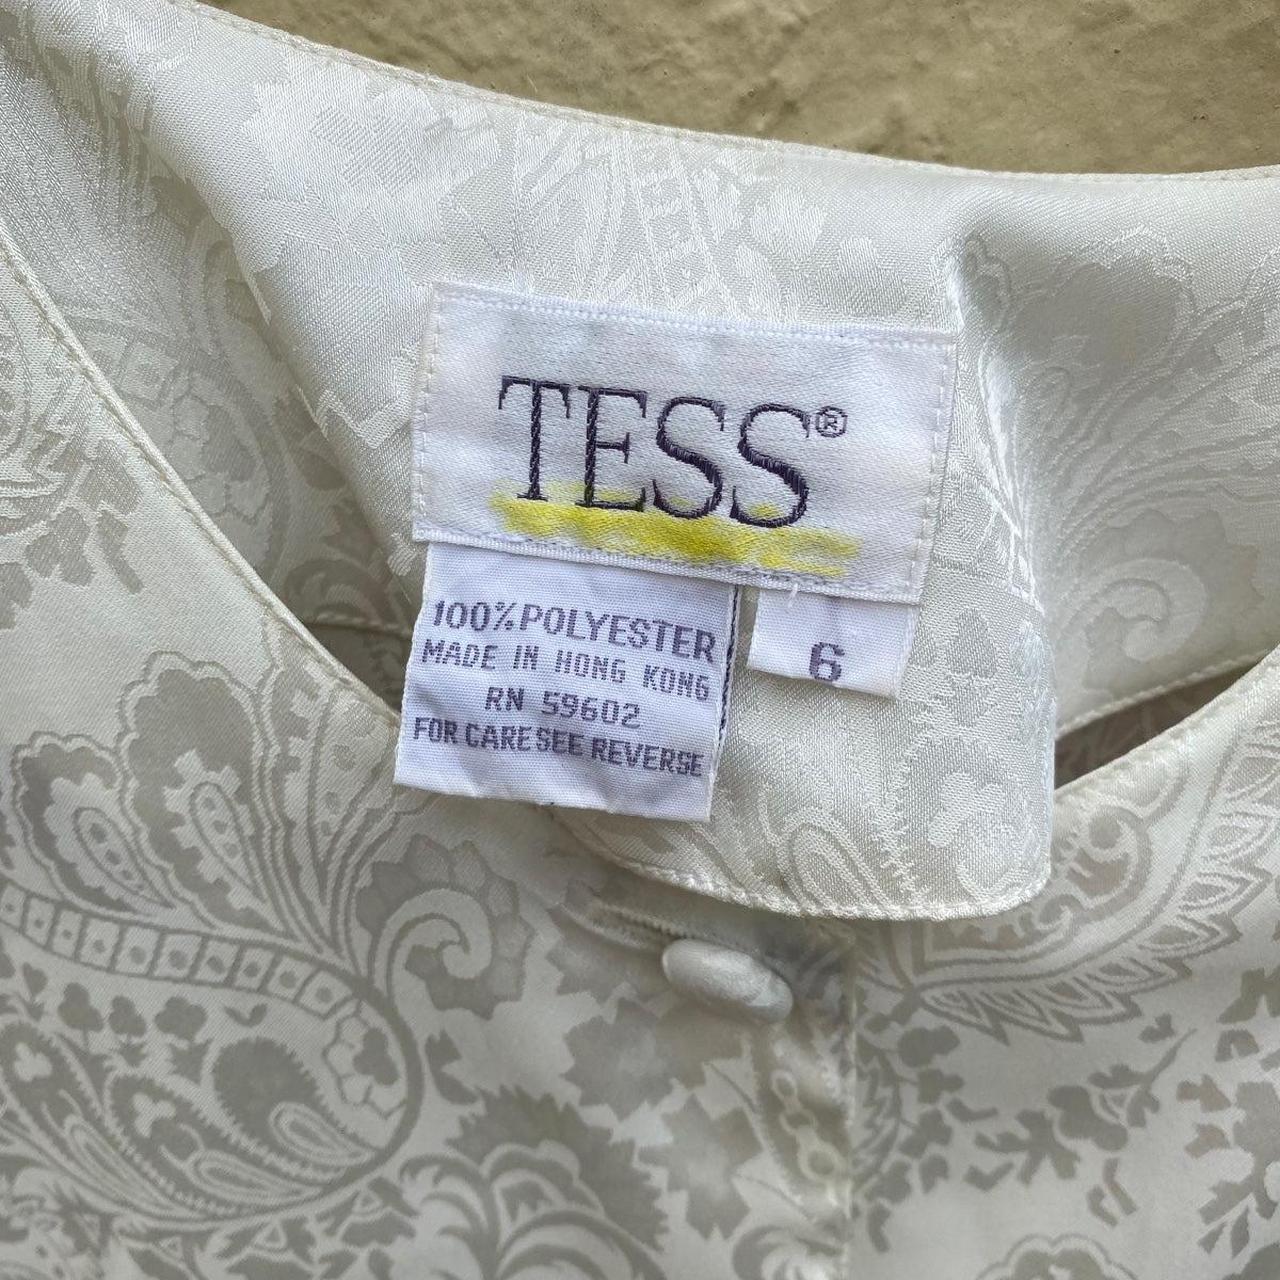 TESS®
100% POLYESTER
MADE IN HONG KONG
RN 59602
FOR CARE SEE REVERSE
6